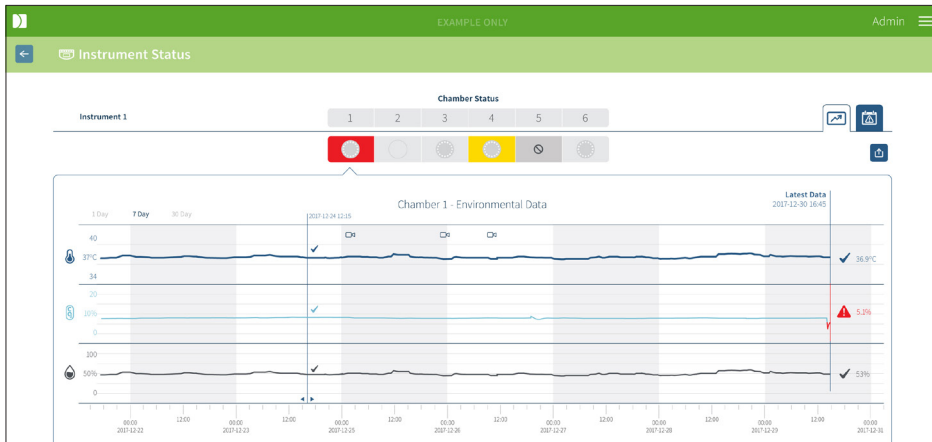 EXAMPLE ONLY
Admin
Instrument Status
Chamber Status
Instrument 1
1 2 3 4 5 6
Latest Data
2017-12-30 16:45
Chamber 1 - Environmental Data
1 Day 7 Day 30 Day
2017-12-24 12:15
40
37°C
36.9°C
34
20
10%
5.1%
0
100
50%
53%
0
00:00 12:00 00:00 12:00 00:00 12:00 00:00 12:00 00:00 12:00 00:00 12:00 00:00 12:00 00:00
2017-12-22 2017-12-23 2017-12-25 2017-12-26 2017-12-27 2017-12-28 2017-12-29 2017-12-31